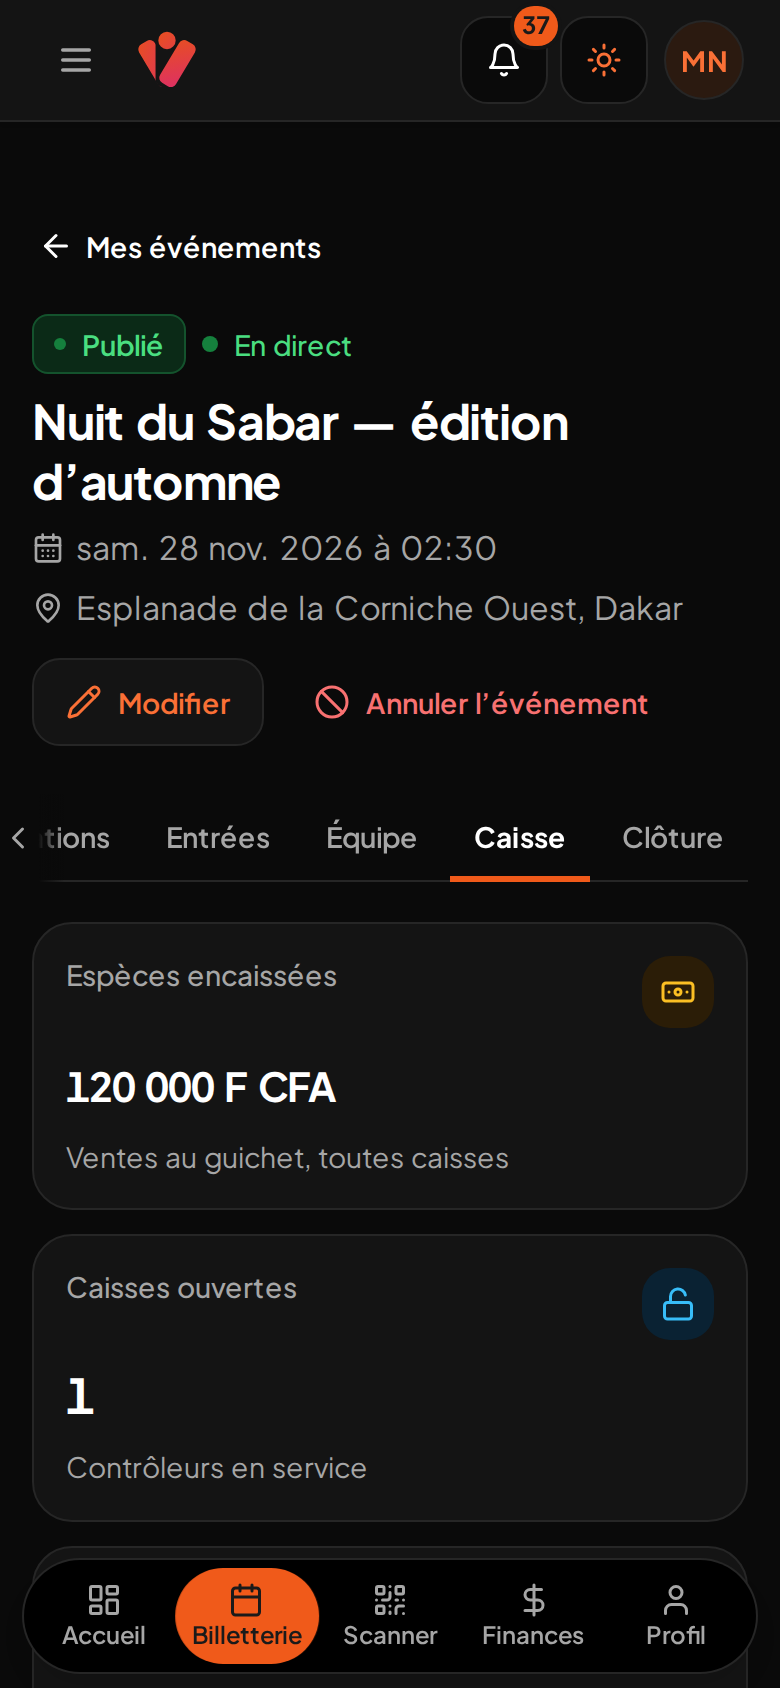 37
MN
Mes événements
Publié
En direct
Nuit du Sabar — édition
d’automne
sam. 28 nov. 2026 à 02:30
Esplanade de la Corniche Ouest, Dakar
Modifier
Annuler l’événement
tions
Entrées
Équipe
Caisse
Clôture
Espèces encaissées
120 000 F CFA
Ventes au guichet, toutes caisses
Caisses ouvertes
1
Contrôleurs en service
Accueil
Billetterie
Scanner
Finances
Profil